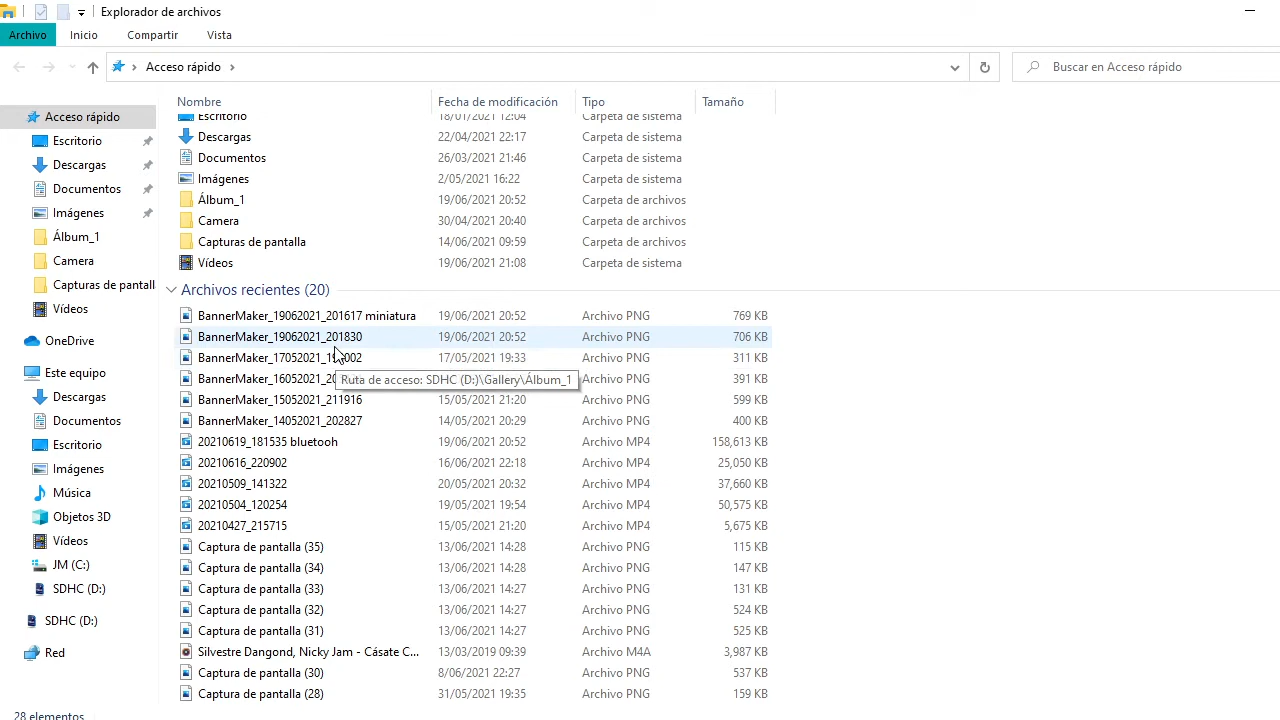 Explorador de archivos
Archivo Inicio Compartir Vista
Acceso rápido
Buscar en Acceso rápido
Nombre Fecha de modificación Tipo Tamaño
Acceso rápido
Escritorio
Descargas
Documentos
Imágenes
Álbum_1
Camera
Capturas de pantall
Vídeos
OneDrive
Este equipo
Descargas
Documentos
Escritorio
Imágenes
Música
Objetos 3D
Vídeos
JM (C:)
SDHC (D:)
SDHC (D:)
Red
Escritorio 18/01/2021 12:04 Carpeta de sistema
Descargas 22/04/2021 22:17 Carpeta de sistema
Documentos 26/03/2021 21:46 Carpeta de sistema
Imágenes 2/05/2021 16:22 Carpeta de sistema
Álbum_1 19/06/2021 20:52 Carpeta de archivos
Camera 30/04/2021 20:40 Carpeta de archivos
Capturas de pantalla 14/06/2021 09:59 Carpeta de archivos
Vídeos 19/06/2021 21:08 Carpeta de sistema
Archivos recientes (20)
BannerMaker_19062021_201617 miniatura 19/06/2021 20:52 Archivo PNG 769 KB
BannerMaker_19062021_201830 19/06/2021 20:52 Archivo PNG 706 KB
17/05/2021 19:33 Archivo PNG 311 KB
Archivo PNG 391 KB
Ruta de acceso: SDHC (D:)\Gallery\Álbum_1
BannerMaker_15052021_211916 15/05/2021 21:20 Archivo PNG 599 KB
BannerMaker_14052021_202827 14/05/2021 20:29 Archivo PNG 400 KB
20210619_181535 bluetooh 19/06/2021 20:52 Archivo MP4 158,613 KB
20210616_220902 16/06/2021 22:18 Archivo MP4 25,050 KB
20210509_141322 20/05/2021 20:32 Archivo MP4 37,660 KB
20210504_120254 19/05/2021 19:54 Archivo MP4 50,575 KB
20210427_215715 15/05/2021 21:20 Archivo MP4 5,675 KB
Captura de pantalla (35) 13/06/2021 14:28 Archivo PNG 115 KB
Captura de pantalla (34) 13/06/2021 14:28 Archivo PNG 147 KB
Captura de pantalla (33) 13/06/2021 14:27 Archivo PNG 131 KB
Captura de pantalla (32) 13/06/2021 14:27 Archivo PNG 524 KB
Captura de pantalla (31) 13/06/2021 14:27 Archivo PNG 525 KB
Silvestre Dangond, Nicky Jam - Cásate C... 13/03/2019 09:39 Archivo M4A 3,987 KB
Captura de pantalla (30) 8/06/2021 22:27 Archivo PNG 537 KB
Captura de pantalla (28) 31/05/2021 19:35 Archivo PNG 159 KB
28 elementos